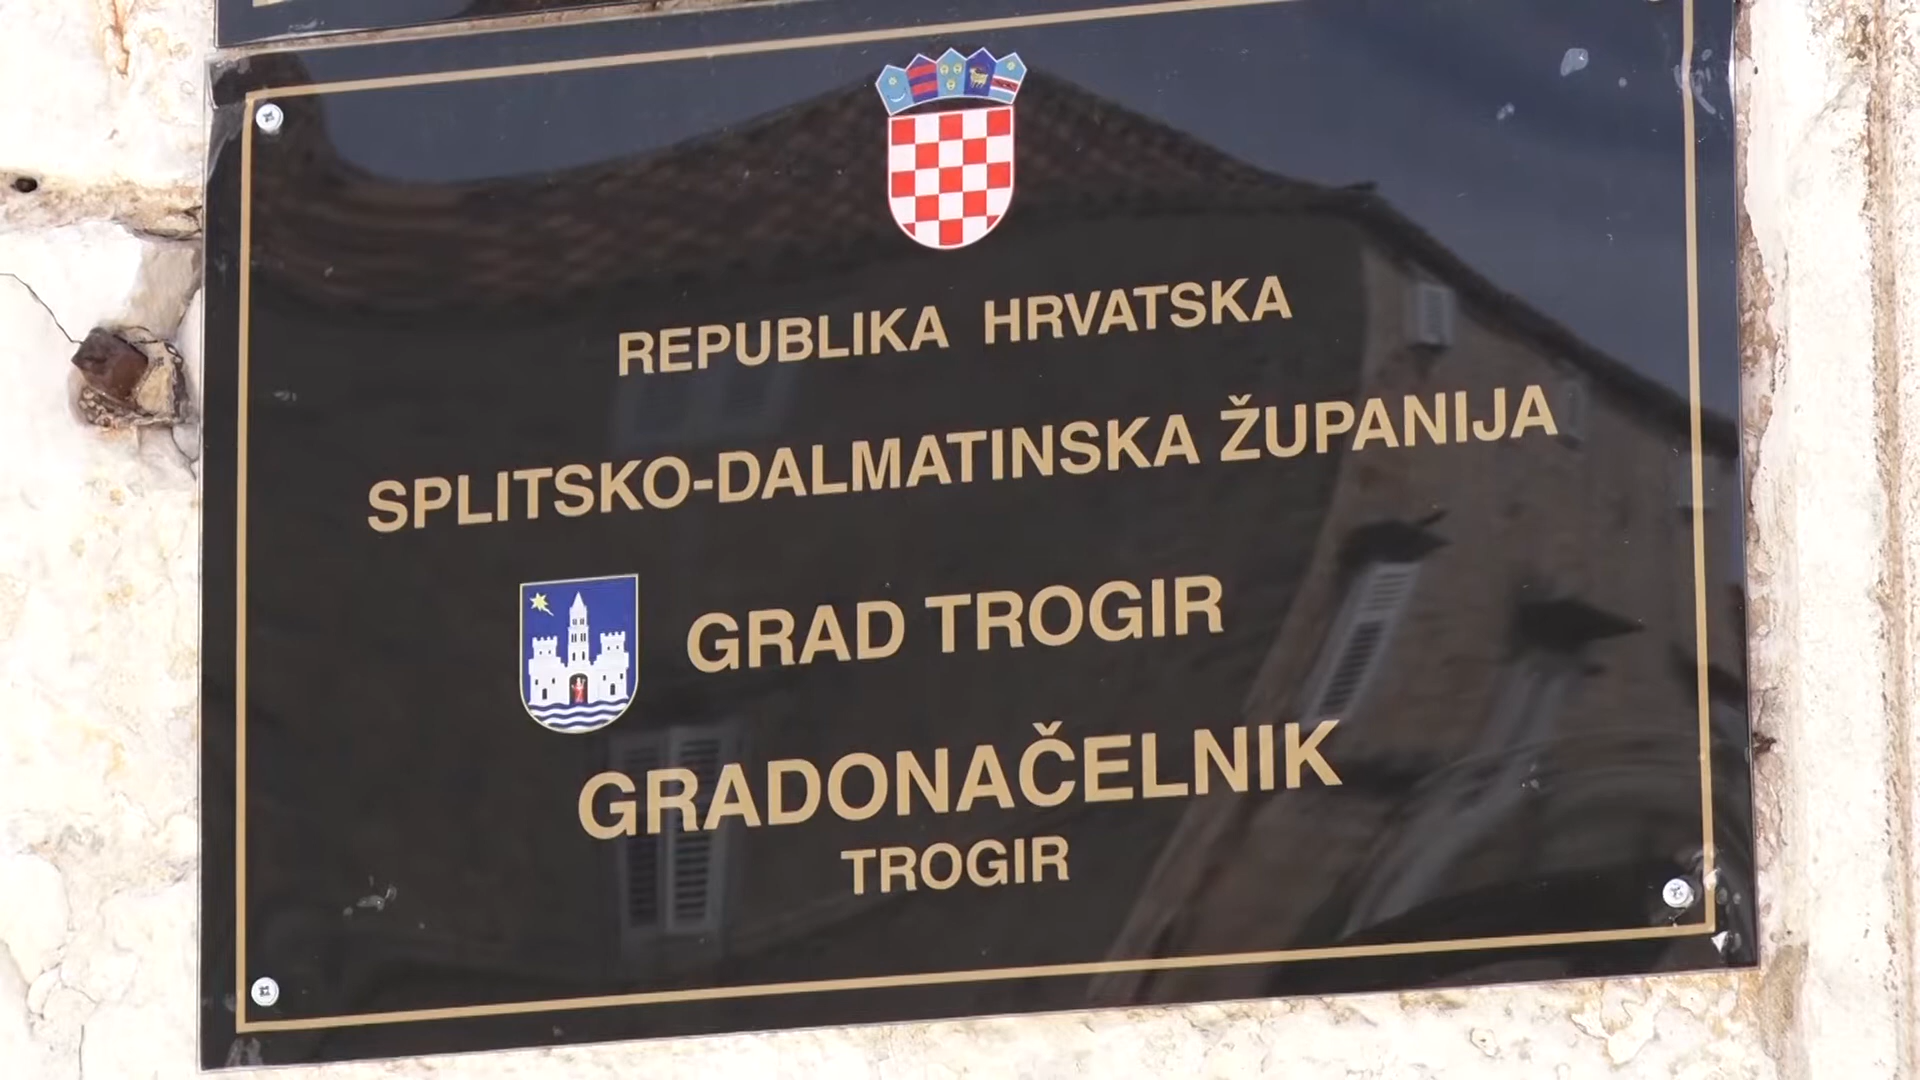 REPUBLIKA HRVATSKA
SPLITSKO-DALMATINSKA ŽUPANIJA
GRAD TROGIR
GRADONAČELNIK
TROGIR